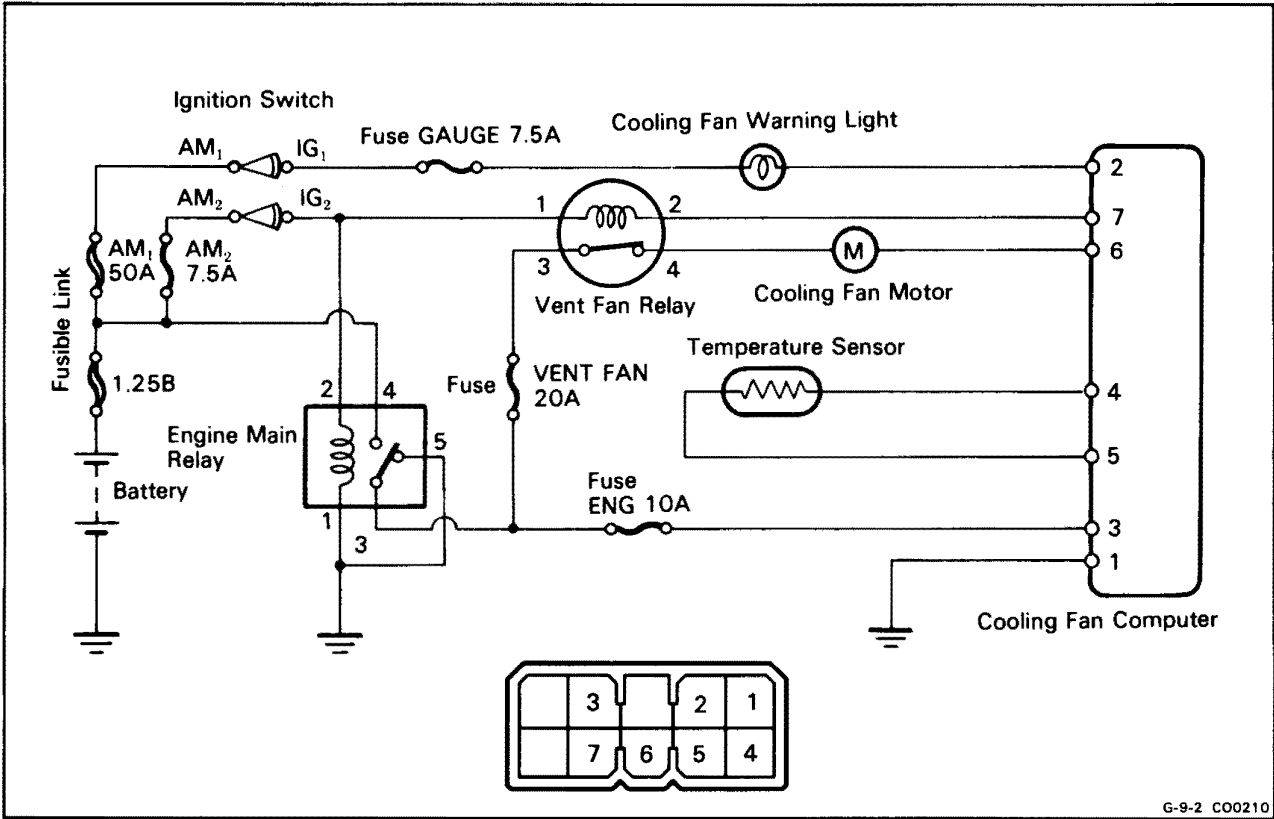 Ignition Switch
AM₁ IG₁
Fuse GAUGE 7.5A
Cooling Fan Warning Light
2
AM₂ IG₂
1 2
7
3 4
6
M
Vent Fan Relay
Cooling Fan Motor
AM₁
50A
AM₂
7.5A
Fusible Link
1.25B
Battery
2 4
Engine Main
Relay
5
1
3
Fuse
VENT FAN
20A
Temperature Sensor
4
5
Fuse
ENG 10A
3
1
Cooling Fan Computer
3 2 1
7 6 5 4
G-9-2 C00210